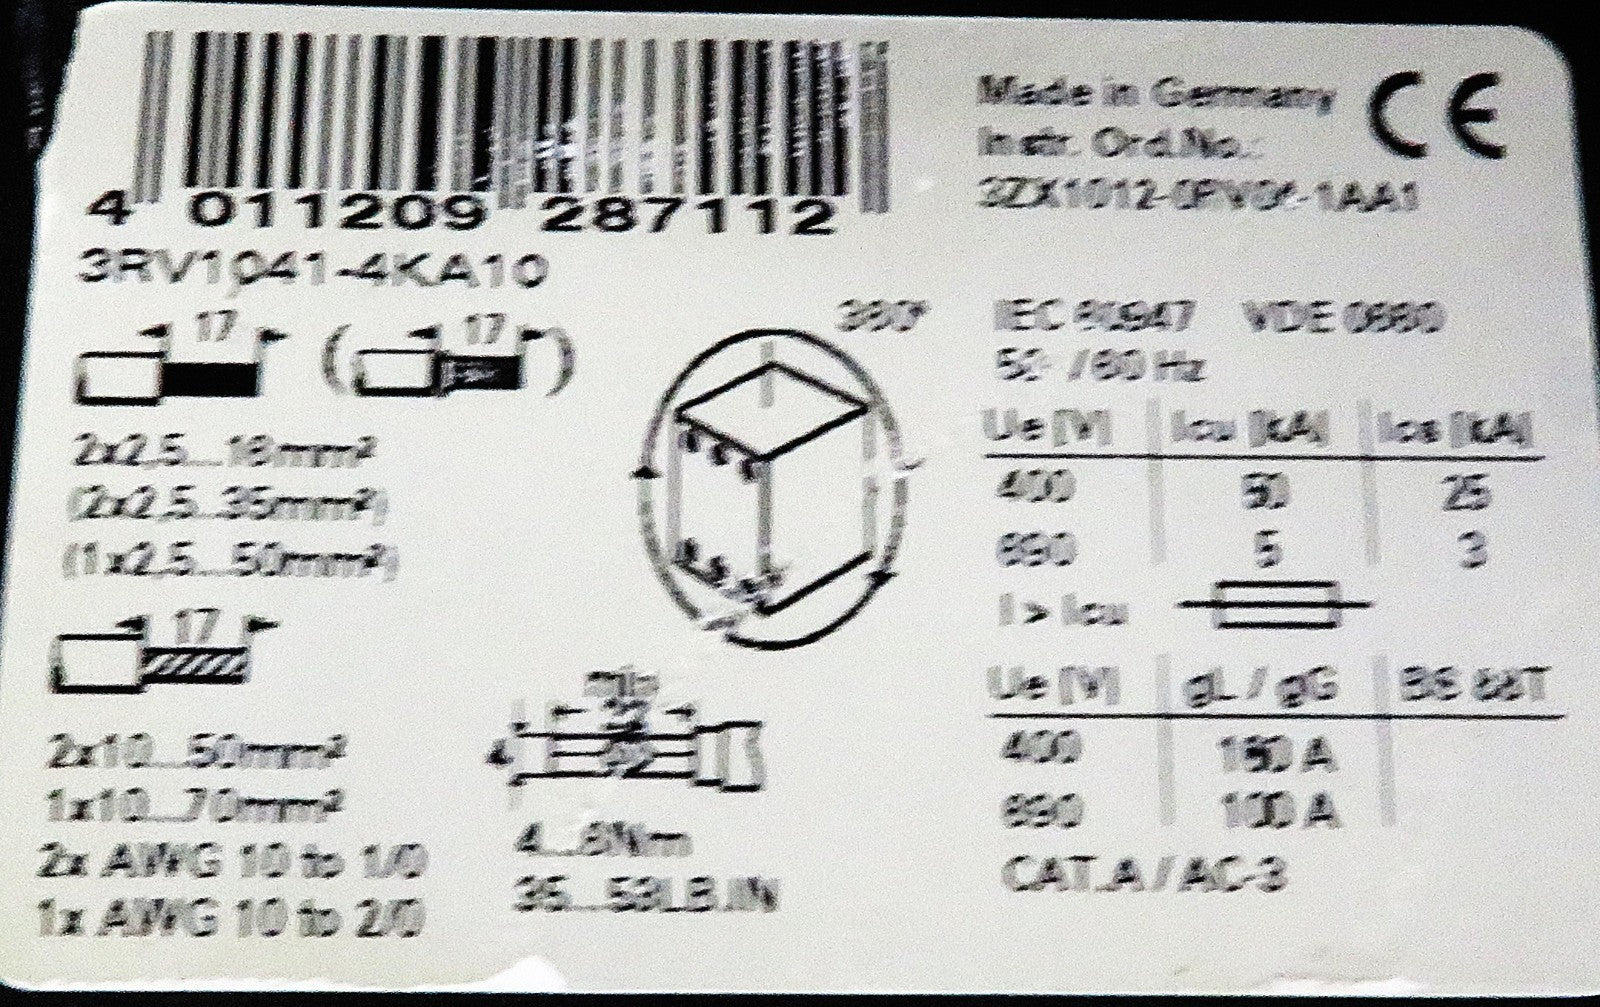 4 011209 287112
3RV1041-4KA10
Made in Germany
CE
Instr. Ord.No.:
3ZX1012-0RV04-1AA1
17
( 17 )
2x2,5...16mm²
(2x2,5...35mm²)
(1x2,5...50mm²)
17
2x10...50mm²
1x10...70mm²
2x AWG 10 to 1/0
1x AWG 10 to 2/0
360°
min
22
4
4...6Nm
35...53LB.IN
IEC 60947 VDE 0660
50 /60 Hz
Ue [V] Icu [kA] Ics [kA]
400 50 25
690 5 3
I > Icu
Ue [V] gL / gG BS 88T
400 160 A
690 100 A
CAT.A / AC-3